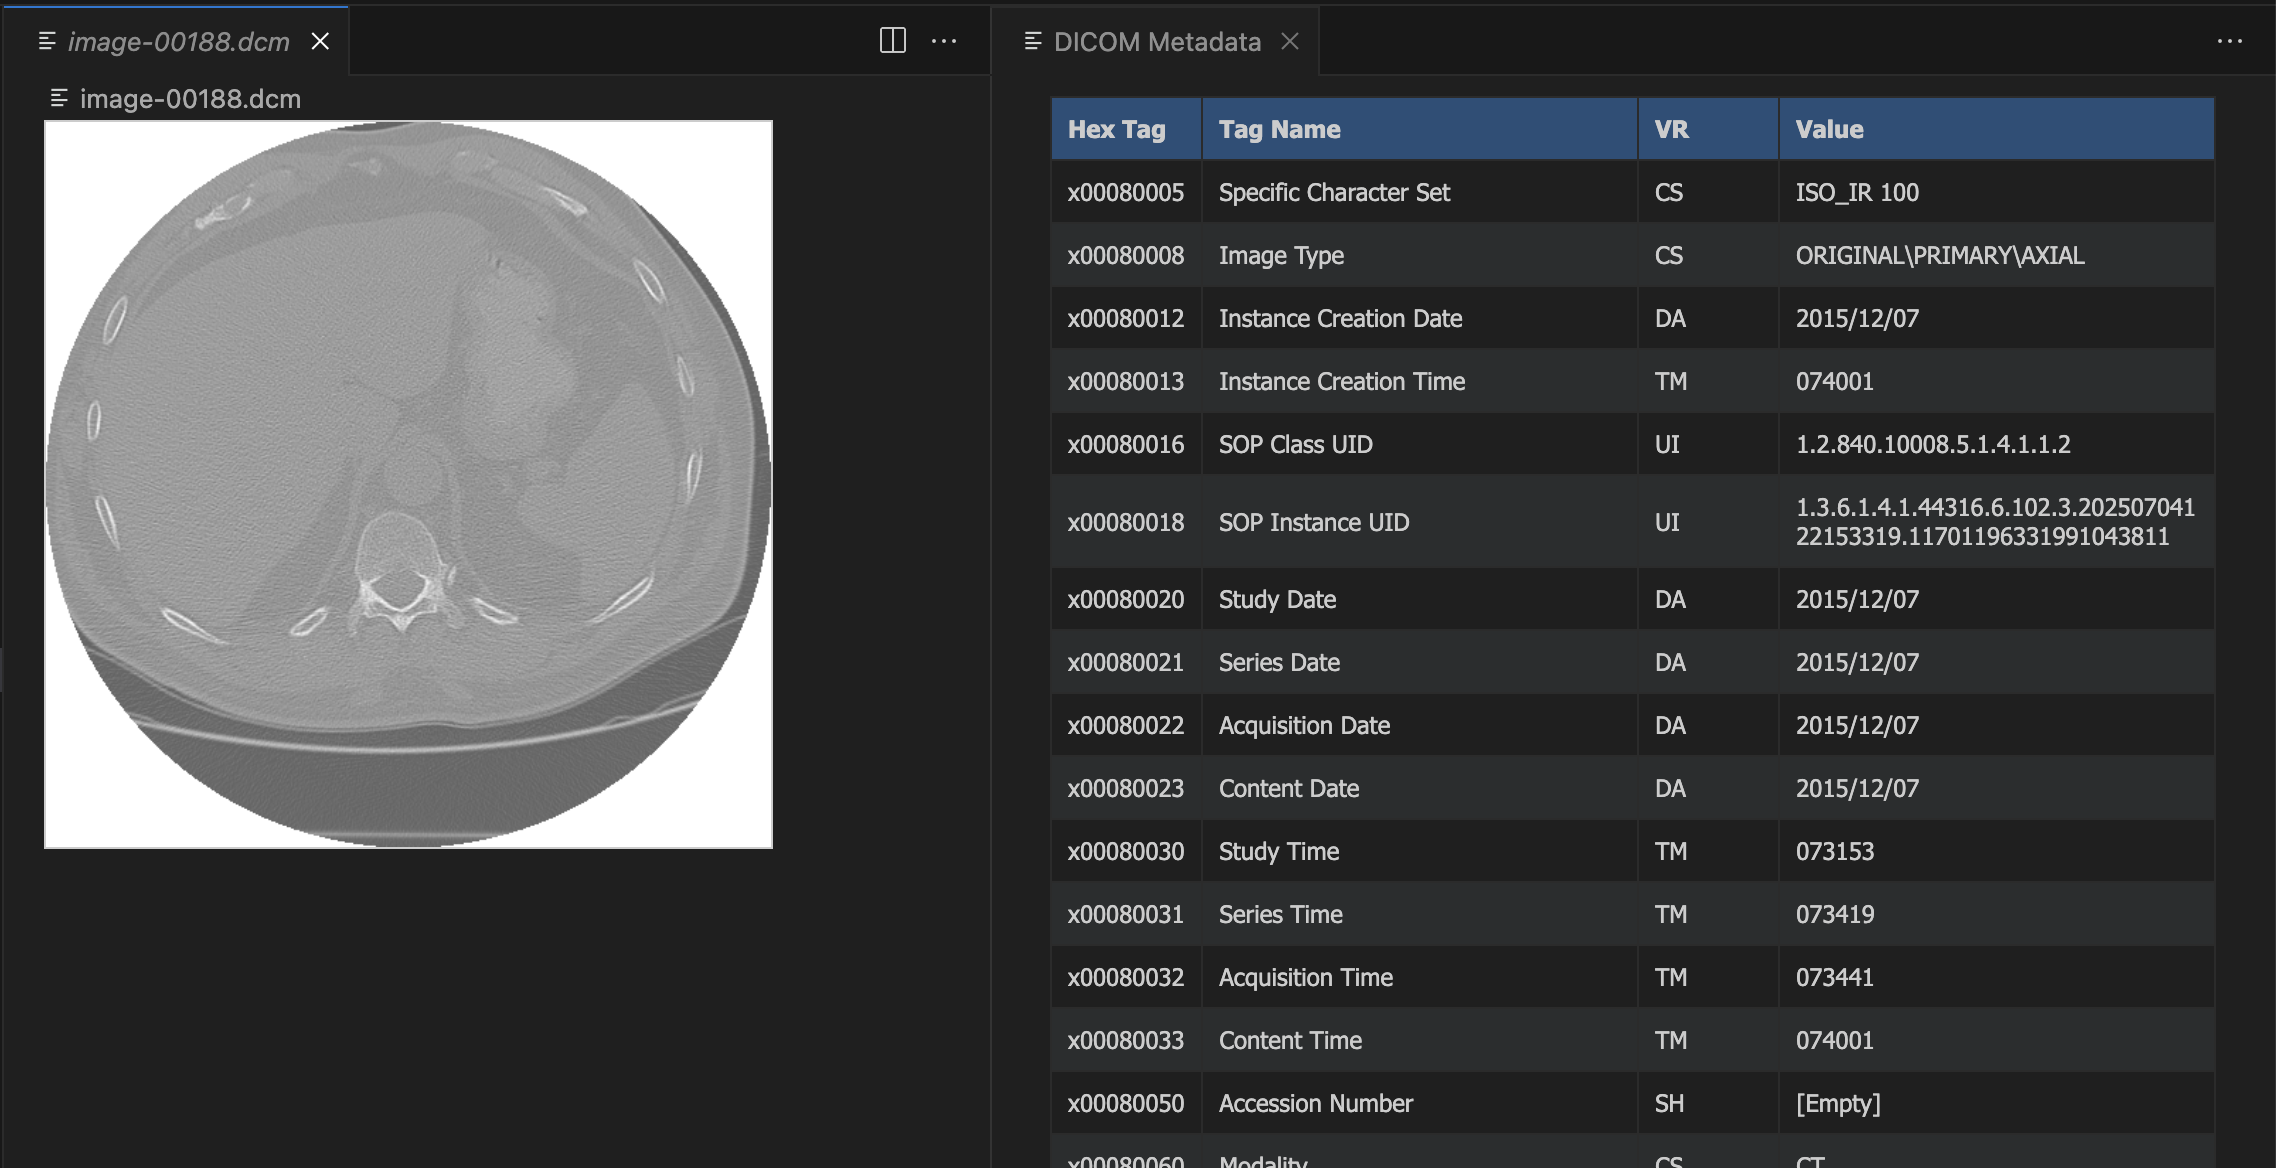 image-00188.dcm
DICOM Metadata
image-00188.dcm
Hex Tag Tag Name VR Value
x00080005 Specific Character Set CS ISO_IR 100
x00080008 Image Type CS ORIGINAL\PRIMARY\AXIAL
x00080012 Instance Creation Date DA 2015/12/07
x00080013 Instance Creation Time TM 074001
x00080016 SOP Class UID UI 1.2.840.10008.5.1.4.1.1.2
x00080018 SOP Instance UID UI 1.3.6.1.4.1.44316.6.102.3.202507041
22153319.11701196331991043811
x00080020 Study Date DA 2015/12/07
x00080021 Series Date DA 2015/12/07
x00080022 Acquisition Date DA 2015/12/07
x00080023 Content Date DA 2015/12/07
x00080030 Study Time TM 073153
x00080031 Series Time TM 073419
x00080032 Acquisition Time TM 073441
x00080033 Content Time TM 074001
x00080050 Accession Number SH [Empty]
x00080060 Modality CS CT